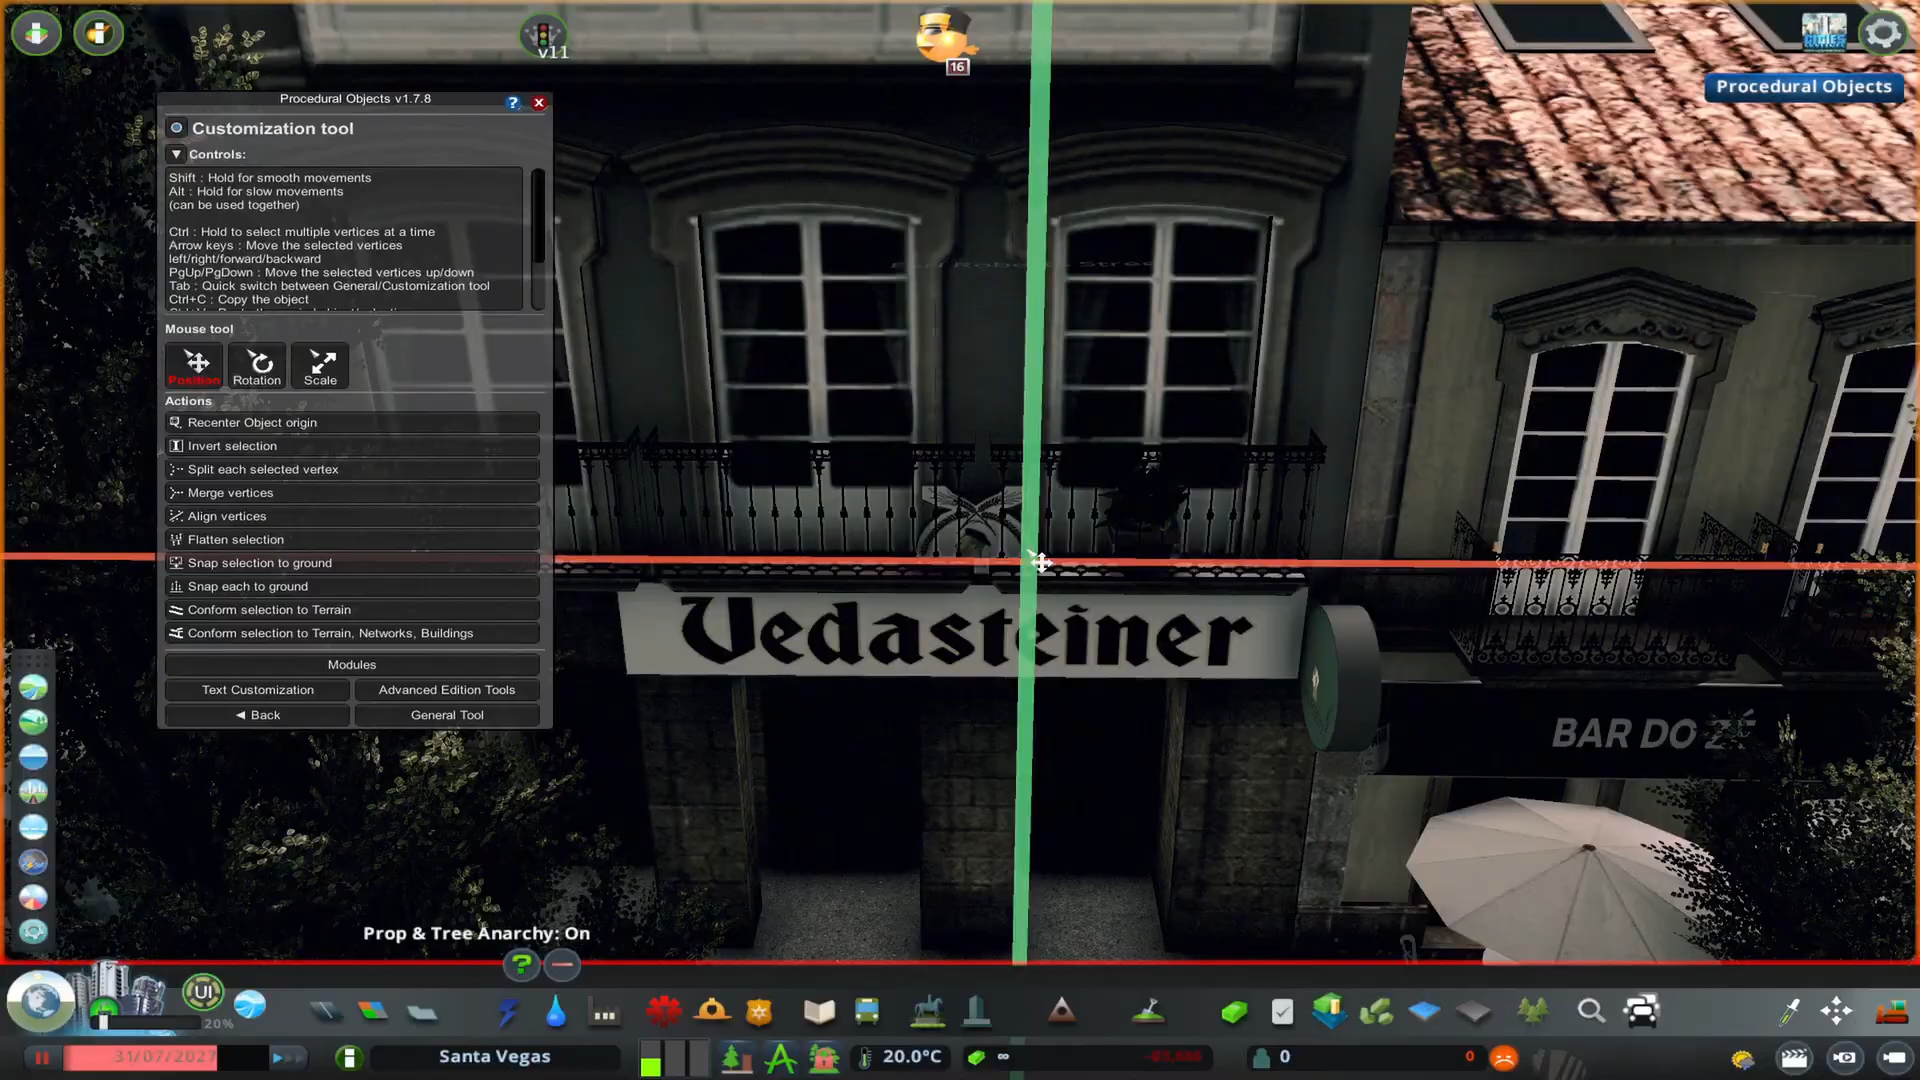 v11
16
Procedural Objects
Procedural Objects v1.7.8
?
Customization tool
Controls:
Shift : Hold for smooth movements
Alt : Hold for slow movements
(can be used together)
Ctrl : Hold to select multiple vertices at a time
Arrow keys : Move the selected vertices
left/right/forward/backward
PgUp/PgDown : Move the selected vertices up/down
Tab : Quick switch between General/Customization tool
Ctrl+C : Copy the object
Mouse tool
Position
Rotation
Scale
Actions
Recenter Object origin
Invert selection
Split each selected vertex
Merge vertices
Align vertices
Flatten selection
Snap selection to ground
Snap each to ground
Conform selection to Terrain
Conform selection to Terrain, Networks, Buildings
Modules
Text Customization
Advanced Edition Tools
Back
General Tool
Vedasteiner
BAR DO ZÉ
Prop & Tree Anarchy: On
?
UI
20%
31/07/2027
Santa Vegas
20.0°C
∞
0
0